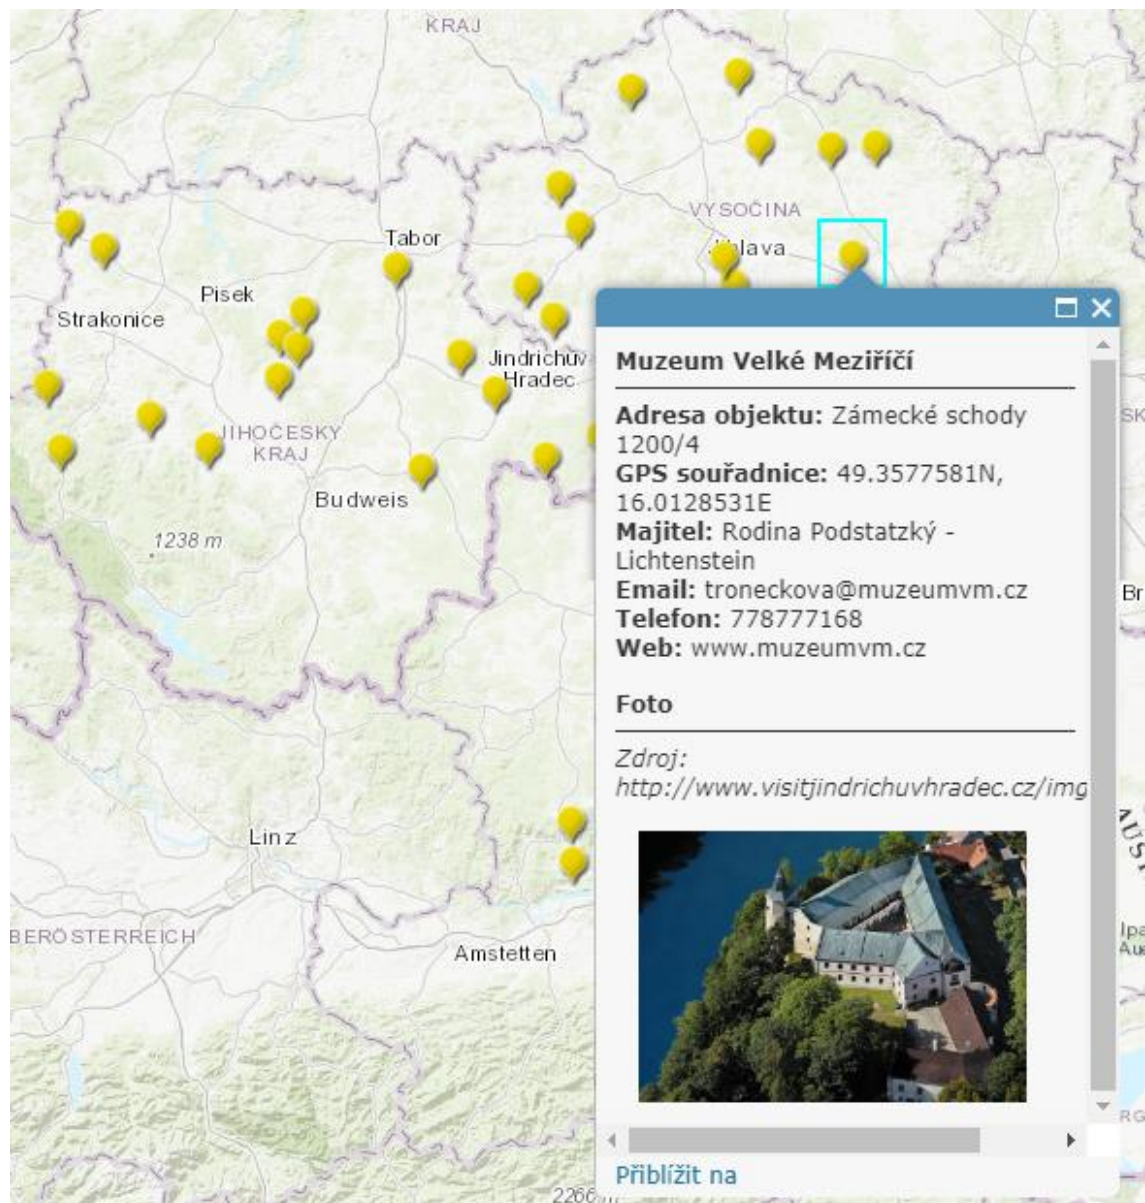 KRAJ
VYSOČINA
Tabor
Pisek
Strakonice
Jindrichuv
Hradec
JIHOČESKY
KRAJ
Budweis
1238 m
Muzeum Velké Meziříčí
Adresa objektu: Zámecké schody
1200/4
GPS souřadnice: 49.3577581N,
16.0128531E
Majitel: Rodina Podstatzký -
Lichtenstein
Email: troneckova@muzeumvm.cz
Telefon: 778777168
Web: www.muzeumvm.cz
Foto
Zdroj:
http://www.visitjindrichuvhradec.cz/img
Linz
BERÖSTERREICH
Amstetten
Přiblížit na